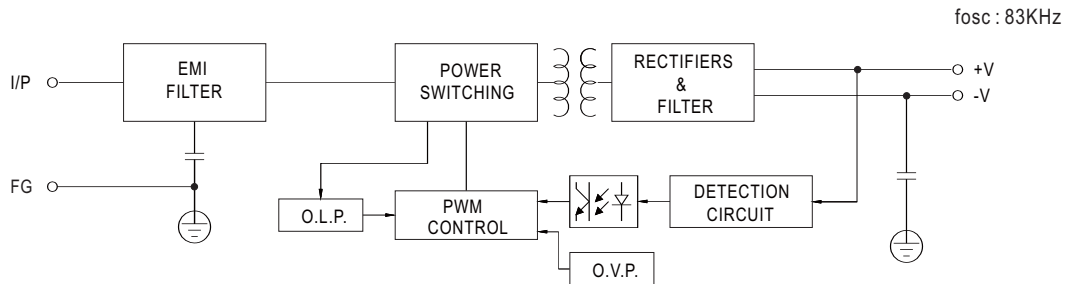 fosc : 83KHz
I/P
EMI
FILTER
POWER
SWITCHING
RECTIFIERS
&
FILTER
+V
-V
FG
O.L.P.
PWM
CONTROL
DETECTION
CIRCUIT
O.V.P.